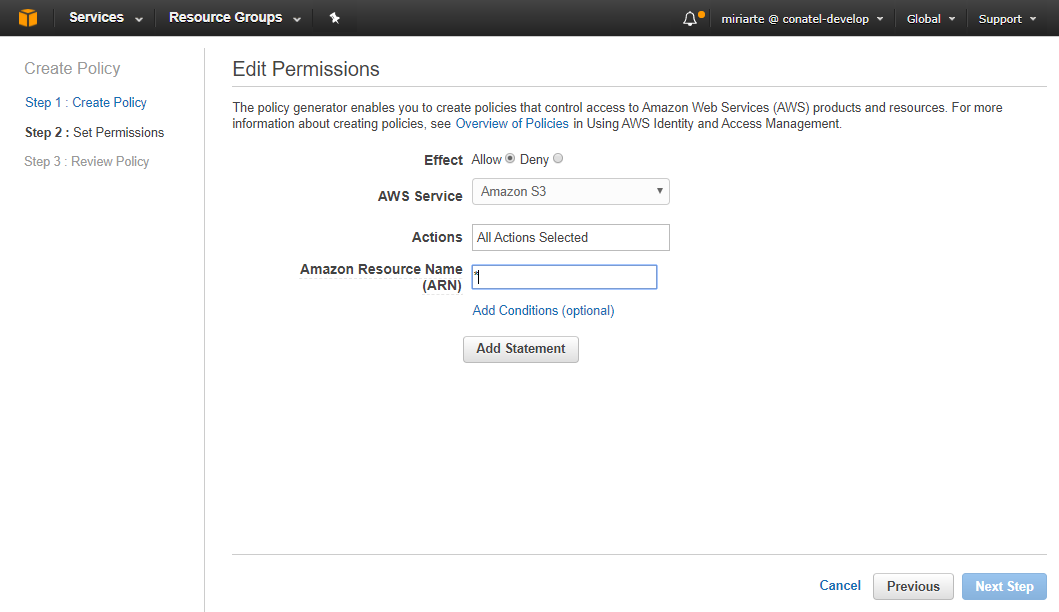 Services Resource Groups miriarte @ conatel-develop Global Support
Create Policy
Step 1 : Create Policy
Step 2 : Set Permissions
Step 3 : Review Policy
Edit Permissions
The policy generator enables you to create policies that control access to Amazon Web Services (AWS) products and resources. For more
information about creating policies, see Overview of Policies in Using AWS Identity and Access Management.
Effect Allow Deny
AWS Service Amazon S3
Actions All Actions Selected
Amazon Resource Name
(ARN) *
Add Conditions (optional)
Add Statement
Cancel Previous Next Step